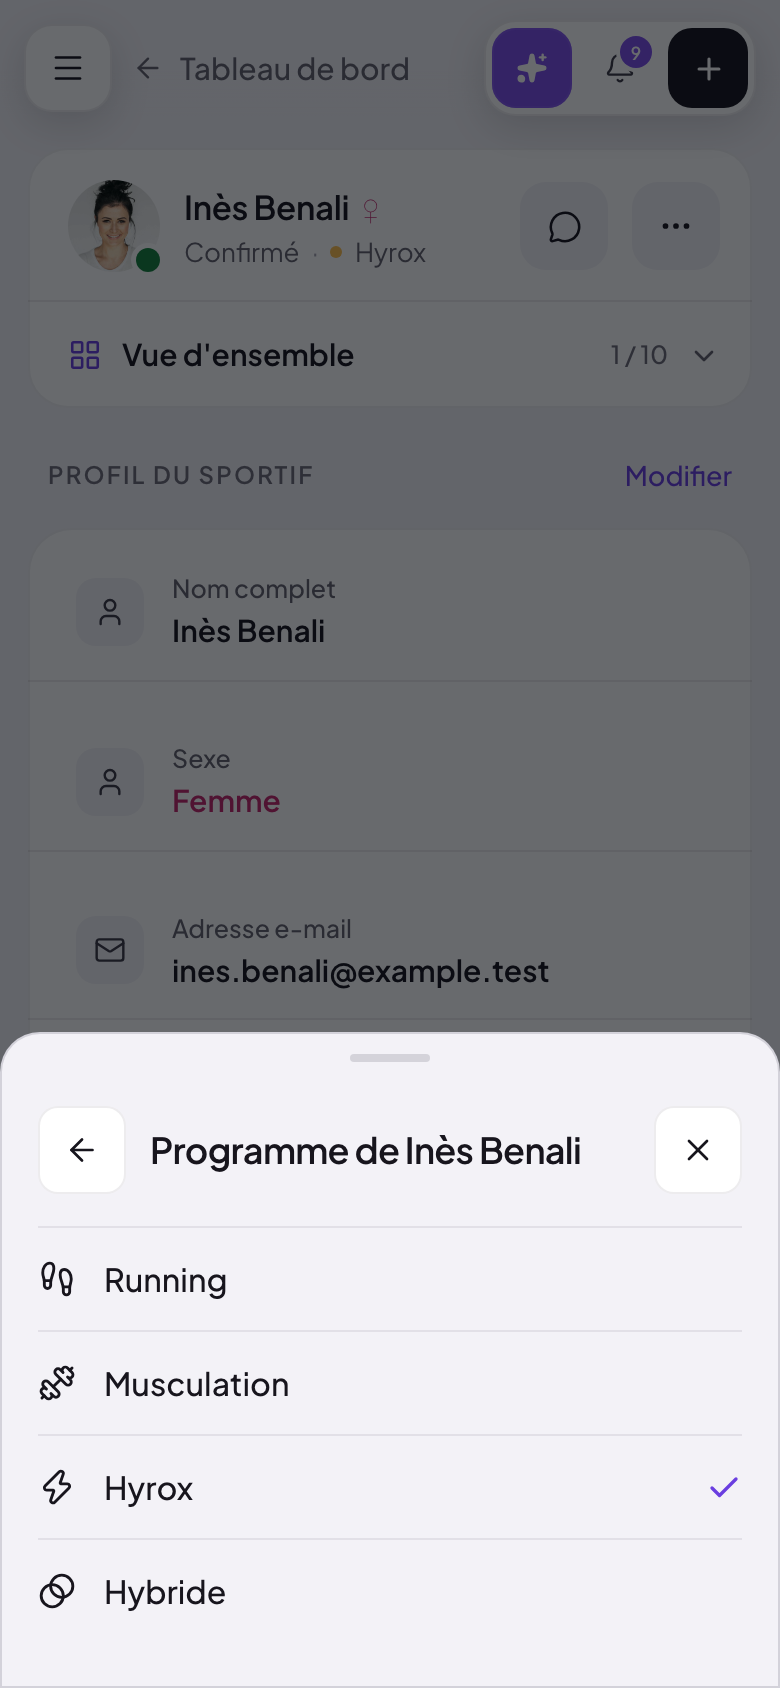 Tableau de bord
9
Inès Benali ♀
Confirmé · Hyrox
Vue d'ensemble
1 / 10
PROFIL DU SPORTIF
Modifier
Nom complet
Inès Benali
Sexe
Femme
Adresse e-mail
ines.benali@example.test
Programme de Inès Benali
Running
Musculation
Hyrox
Hybride